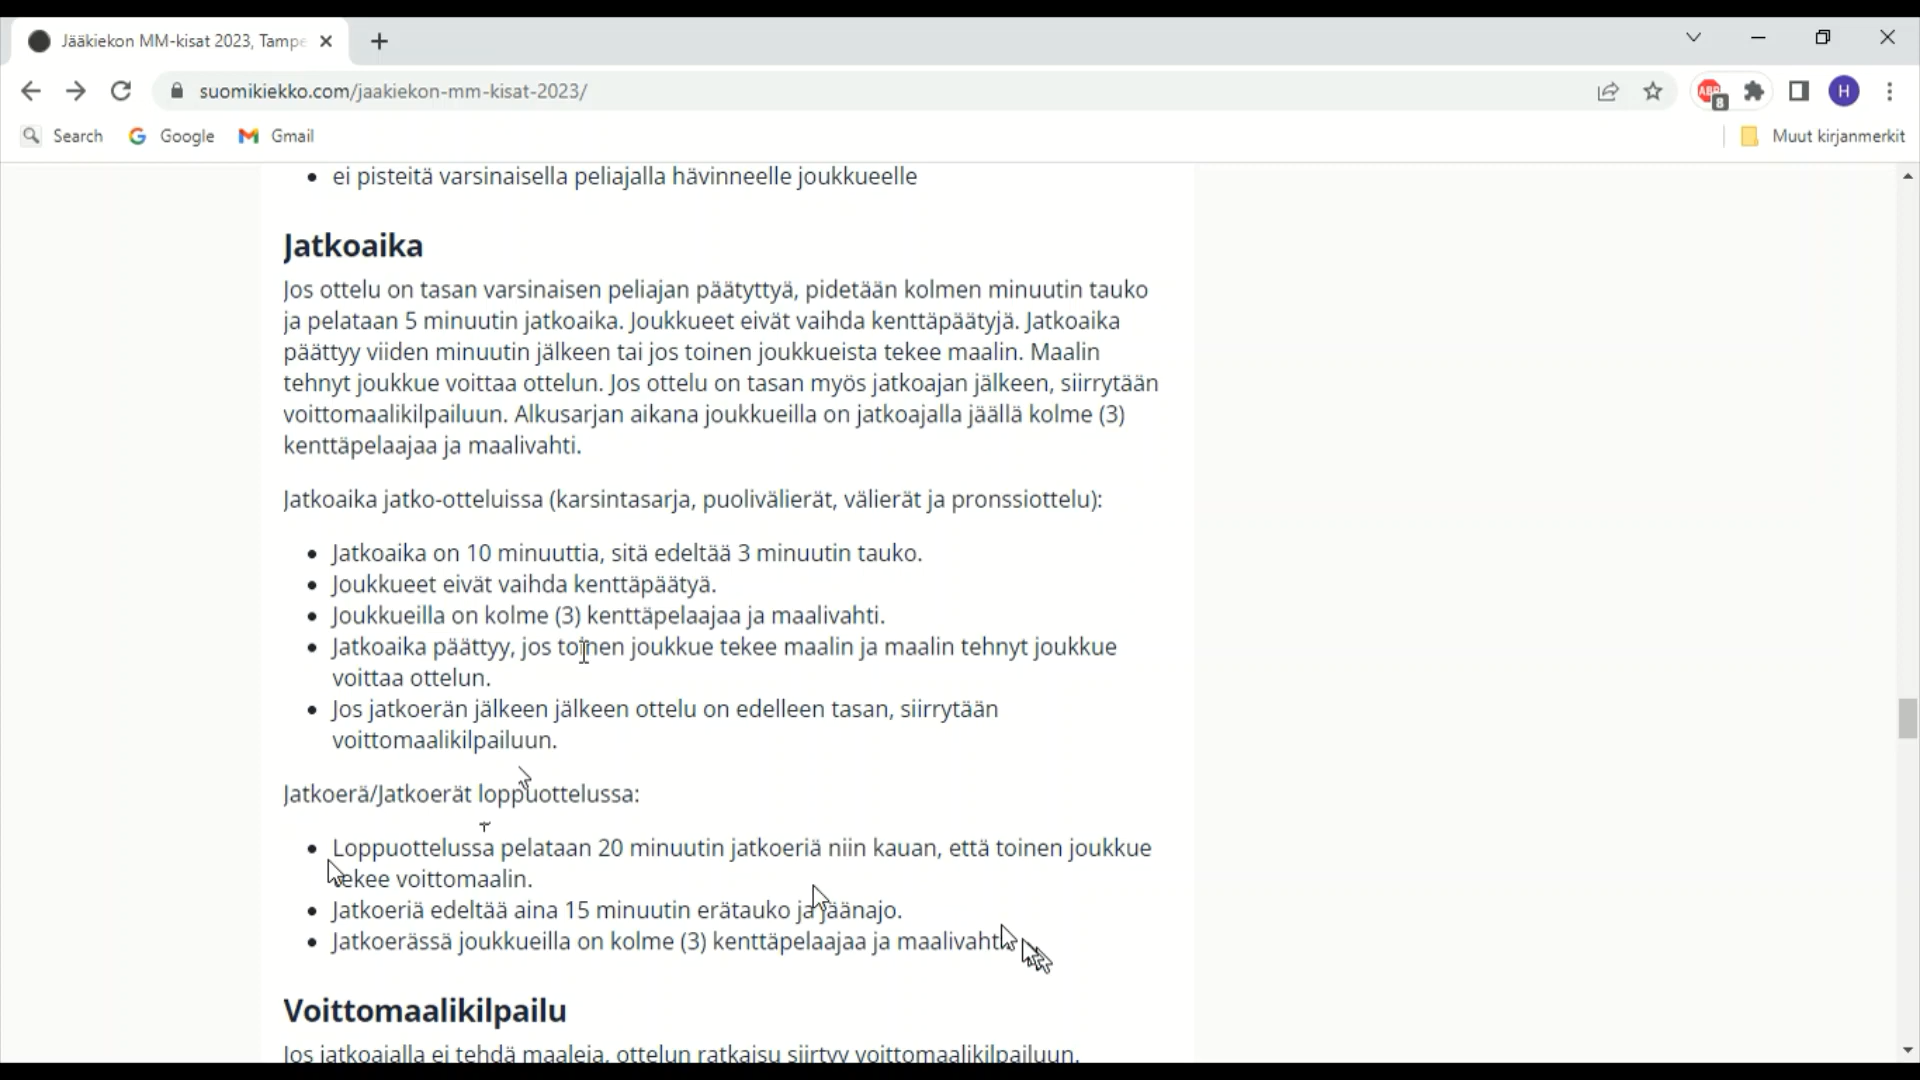 Jääkiekon MM-kisat 2023, Tampe
suomikiekko.com/jaakiekon-mm-kisat-2023/
ABP
8
H
Search
Google
Gmail
Muut kirjanmerkit
ei pisteitä varsinaisella peliajalla hävinneelle joukkueelle
Jatkoaika
Jos ottelu on tasan varsinaisen peliajan päätyttyä, pidetään kolmen minuutin tauko
ja pelataan 5 minuutin jatkoaika. Joukkueet eivät vaihda kenttäpäätyjä. Jatkoaika
päättyy viiden minuutin jälkeen tai jos toinen joukkueista tekee maalin. Maalin
tehnyt joukkue voittaa ottelun. Jos ottelu on tasan myös jatkoajan jälkeen, siirrytään
voittomaalikilpailuun. Alkusarjan aikana joukkueilla on jatkoajalla jäällä kolme (3)
kenttäpelaajaa ja maalivahti.
Jatkoaika jatko-otteluissa (karsintasarja, puolivälierät, välierät ja pronssiottelu):
Jatkoaika on 10 minuuttia, sitä edeltää 3 minuutin tauko.
Joukkueet eivät vaihda kenttäpäätyä.
Joukkueilla on kolme (3) kenttäpelaajaa ja maalivahti.
Jatkoaika päättyy, jos toinen joukkue tekee maalin ja maalin tehnyt joukkue
voittaa ottelun.
Jos jatkoerän jälkeen jälkeen ottelu on edelleen tasan, siirrytään
voittomaalikilpailuun.
Jatkoerä/Jatkoerät loppuottelussa:
Loppuottelussa pelataan 20 minuutin jatkoeriä niin kauan, että toinen joukkue
tekee voittomaalin.
Jatkoeriä edeltää aina 15 minuutin erätauko ja jäänajo.
Jatkoerässä joukkueilla on kolme (3) kenttäpelaajaa ja maalivahti.
Voittomaalikilpailu
Jos jatkoajalla ei tehdä maaleja, ottelun ratkaisu siirtyy voittomaalikilpailuun.